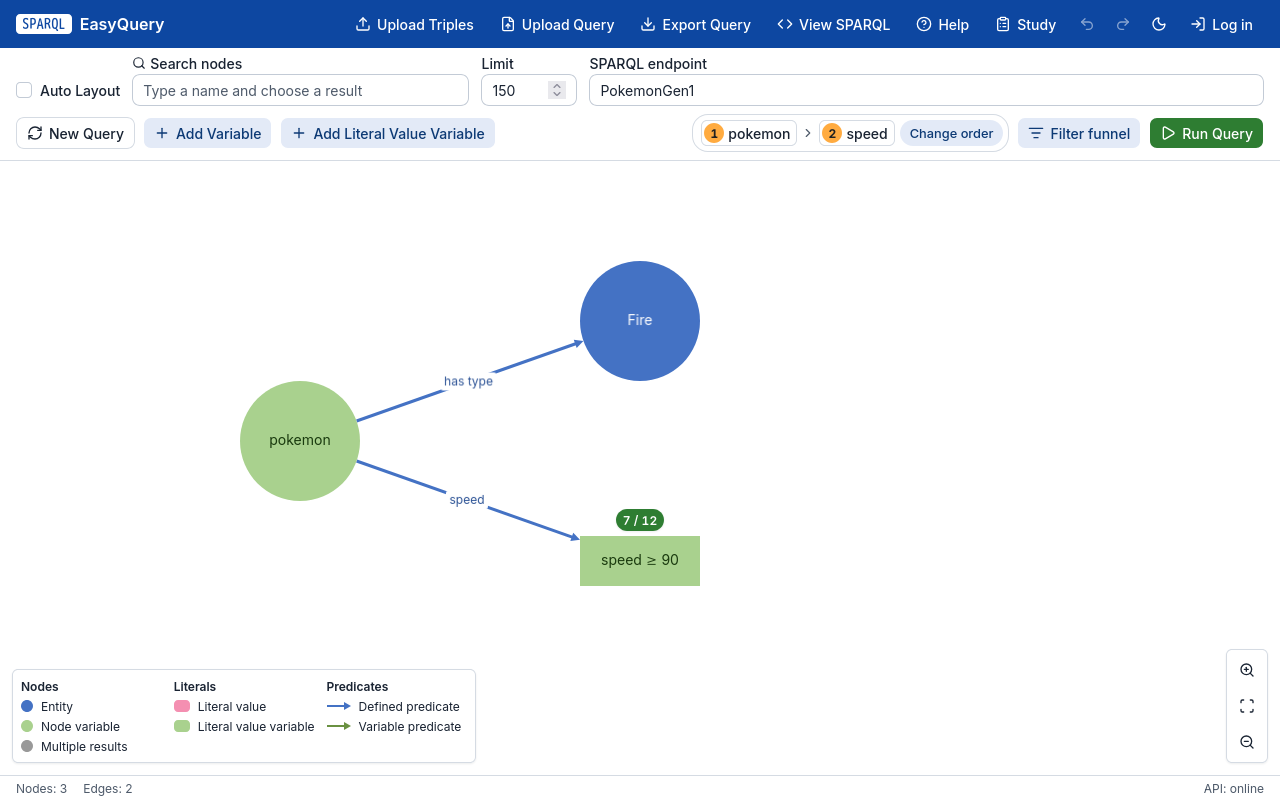 SPARQL EasyQuery
Upload Triples
Upload Query
Export Query
View SPARQL
Help
Study
Log in
Auto Layout
Search nodes
Type a name and choose a result
Limit
150
SPARQL endpoint
PokemonGen1
New Query
Add Variable
Add Literal Value Variable
1 pokemon
2 speed
Change order
Filter funnel
Run Query
Fire
has type
pokemon
speed
7 / 12
speed ≥ 90
Nodes
Entity
Node variable
Multiple results
Literals
Literal value
Literal value variable
Predicates
Defined predicate
Variable predicate
Nodes: 3
Edges: 2
API: online